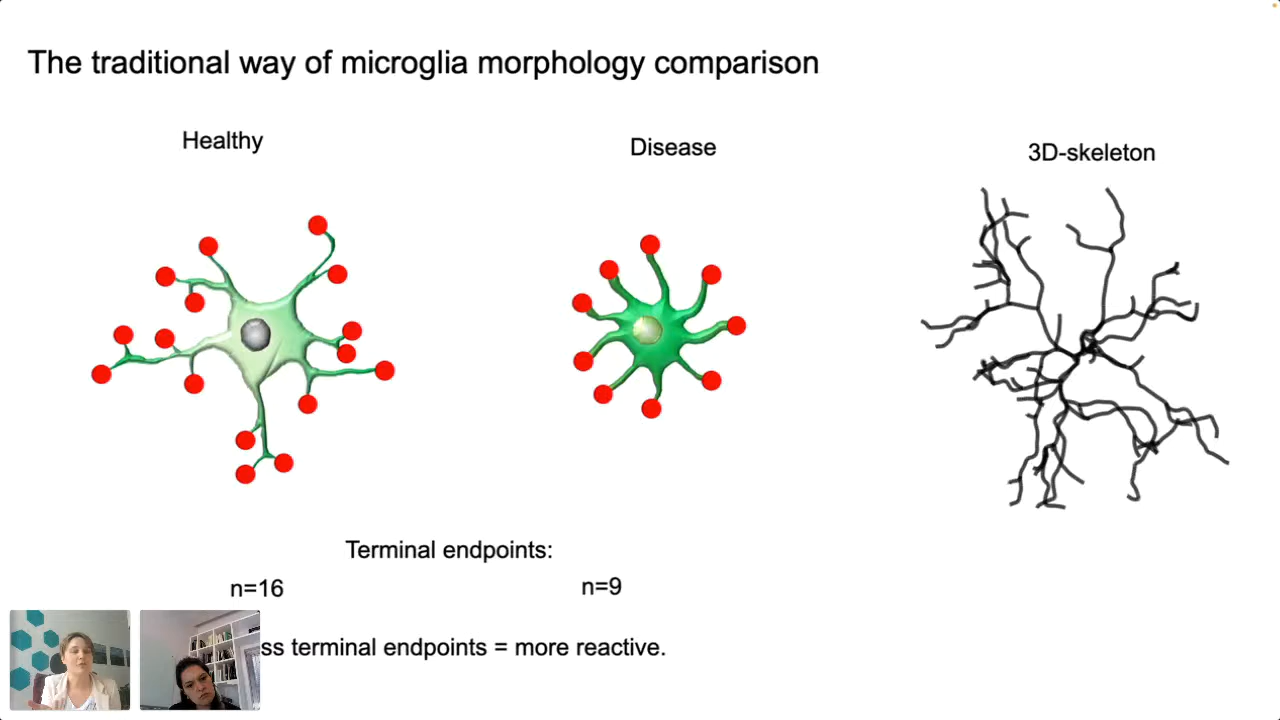 The traditional way of microglia morphology comparison
Healthy
Disease
3D-skeleton
Terminal endpoints:
n=16
n=9
terminal endpoints = more reactive.